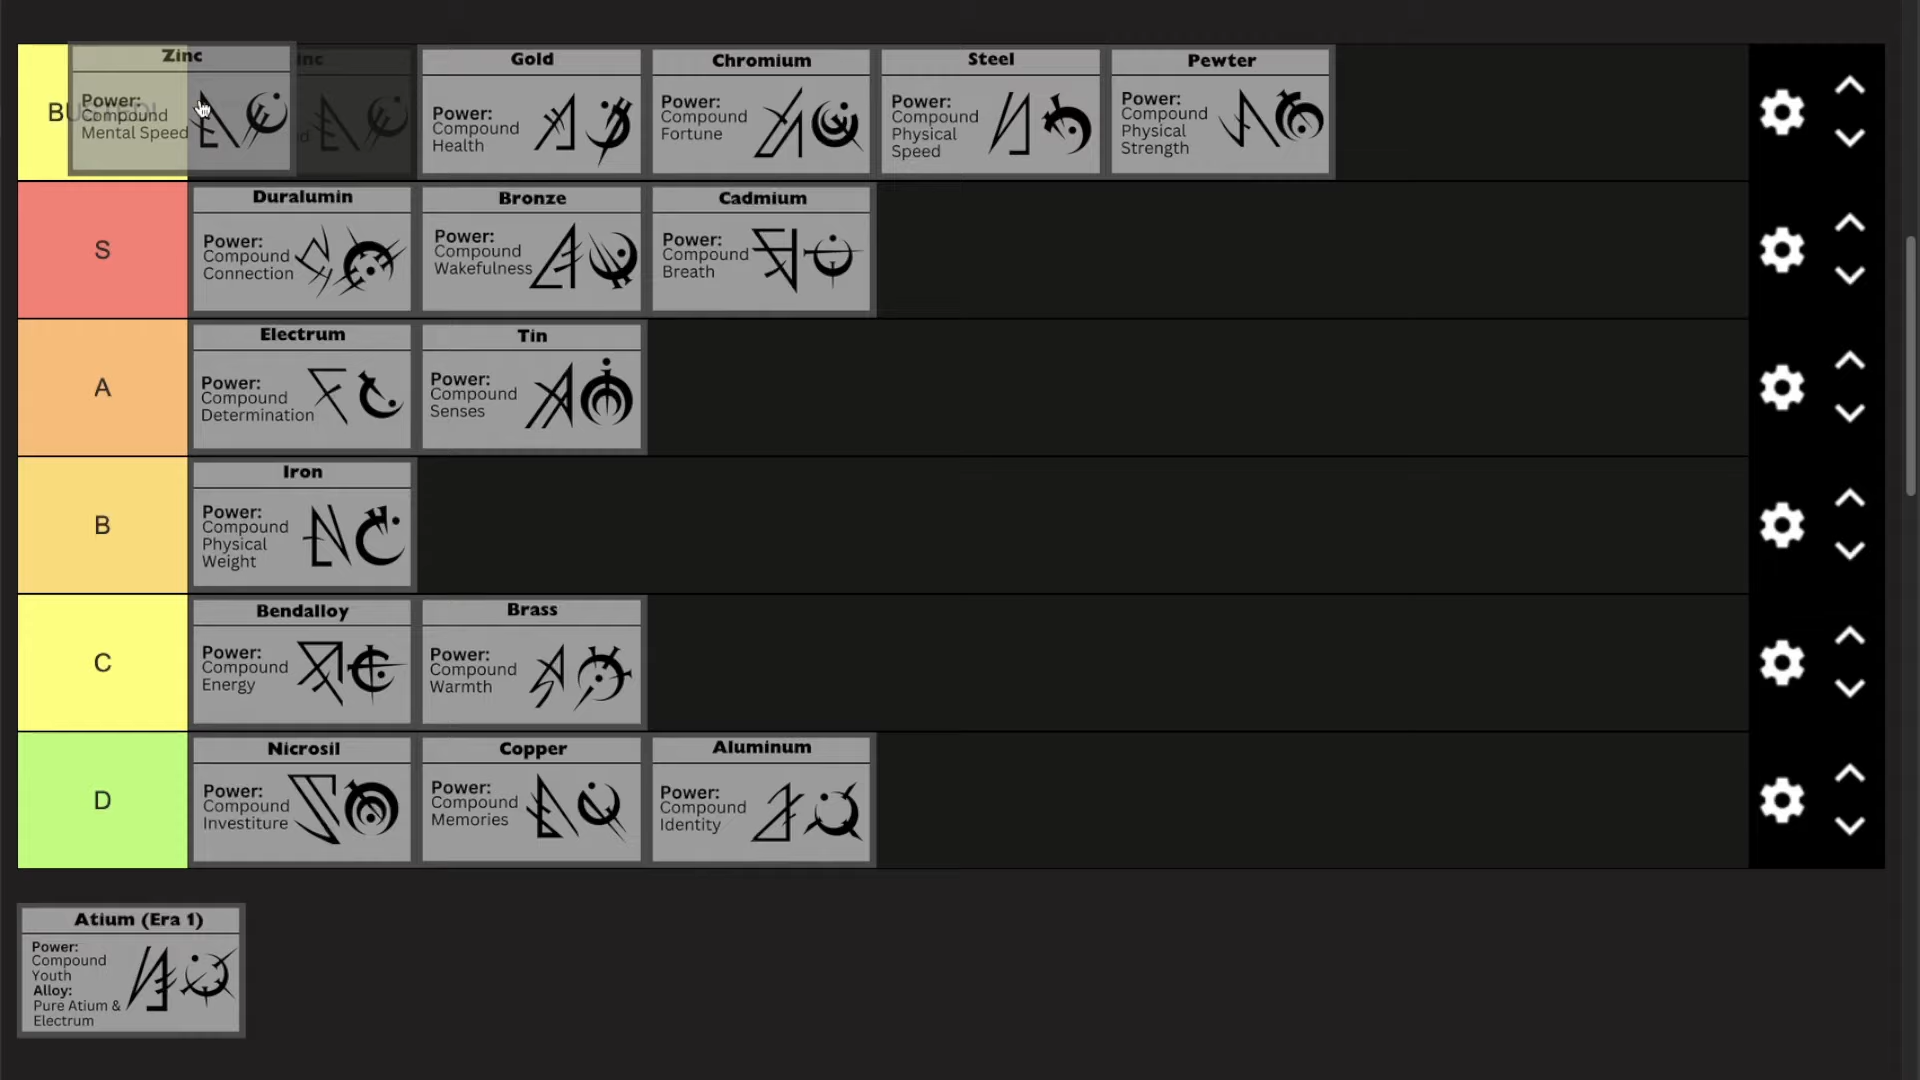 Zinc
Power:
Compound
Mental Speed
Gold
Power:
Compound
Health
Chromium
Power:
Compound
Fortune
Steel
Power:
Compound
Physical
Speed
Pewter
Power:
Compound
Physical
Strength
S
Duralumin
Power:
Compound
Connection
Bronze
Power:
Compound
Wakefulness
Cadmium
Power:
Compound
Breath
A
Electrum
Power:
Compound
Determination
Tin
Power:
Compound
Senses
B
Iron
Power:
Compound
Physical
Weight
C
Bendalloy
Power:
Compound
Energy
Brass
Power:
Compound
Warmth
D
Nicrosil
Power:
Compound
Investiture
Copper
Power:
Compound
Memories
Aluminum
Power:
Compound
Identity
Atium (Era 1)
Power:
Compound
Youth
Alloy:
Pure Atium &
Electrum